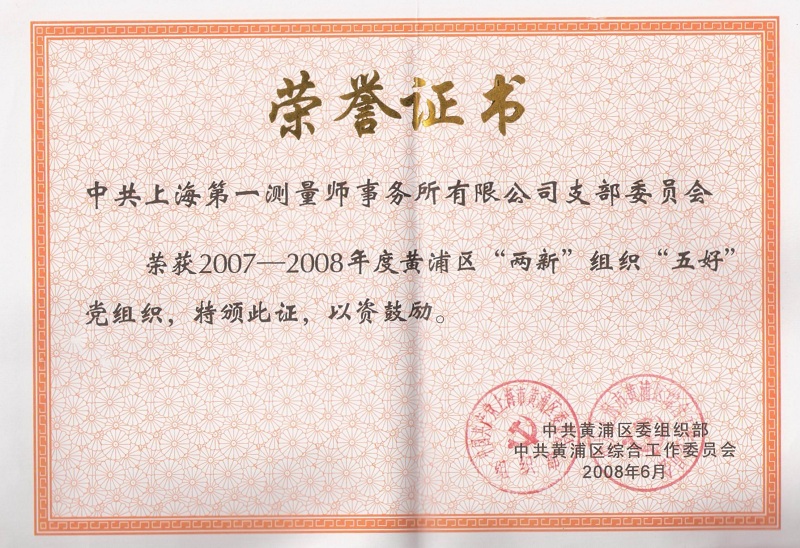 荣誉证书
中共上海第一测量师事务所有限公司支部委员会
荣获2007—2008年度黄浦区“两新”组织“五好”
党组织，特颁此证，以资鼓励。
中共黄浦区委组织部
中共黄浦区综合工作委员会
2008年6月